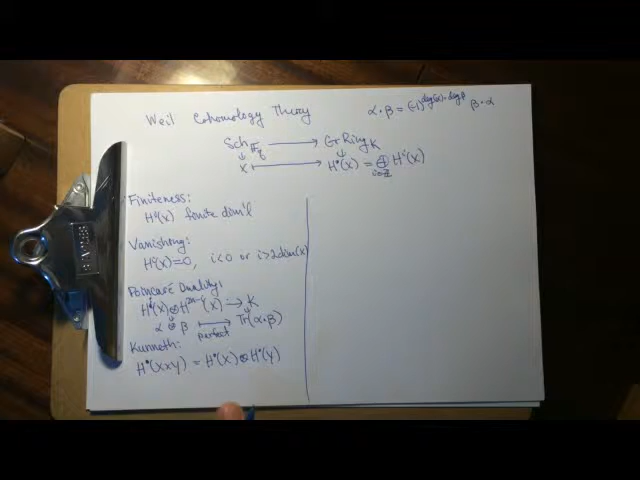 Weil Cohomology Theory
α·β = (-1)^{deg(α)·deg β} β·α
Sch_{𝔽_q} ⟶ GrRing_K
X ⟼ H^•(X) = ⊕_{i∈ℤ} H^i(X)
Finiteness:
H^i(X) finite dim'l
Vanishing:
H^i(X)=0, i<0 or i>2dim(X)
Poincaré Duality:
H^i(X)⊗H^{2n-i}(X) → K
α ⊗ β ⟼ Tr(α·β)
perfect
Kunneth:
H^•(X×Y) = H^•(X)⊗H^•(Y)